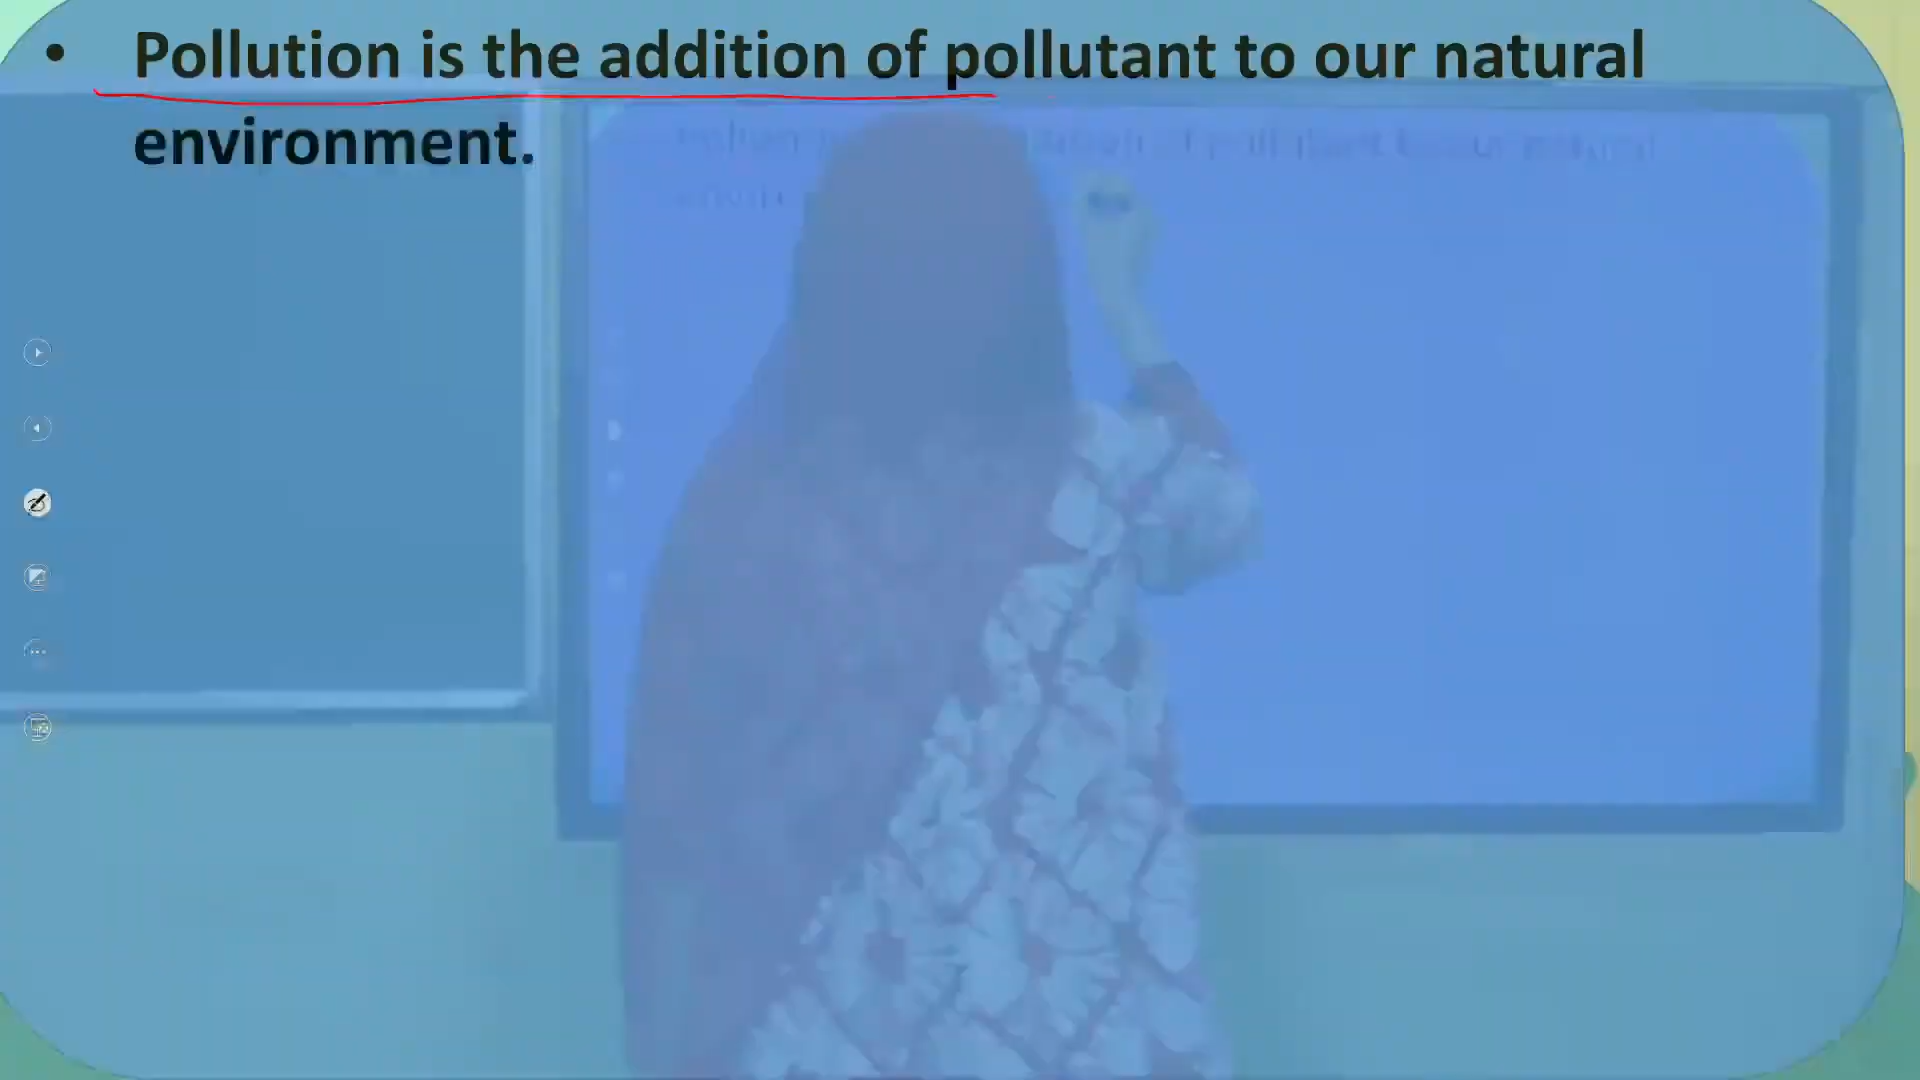 • Pollution is the addition of pollutant to our natural
environment.